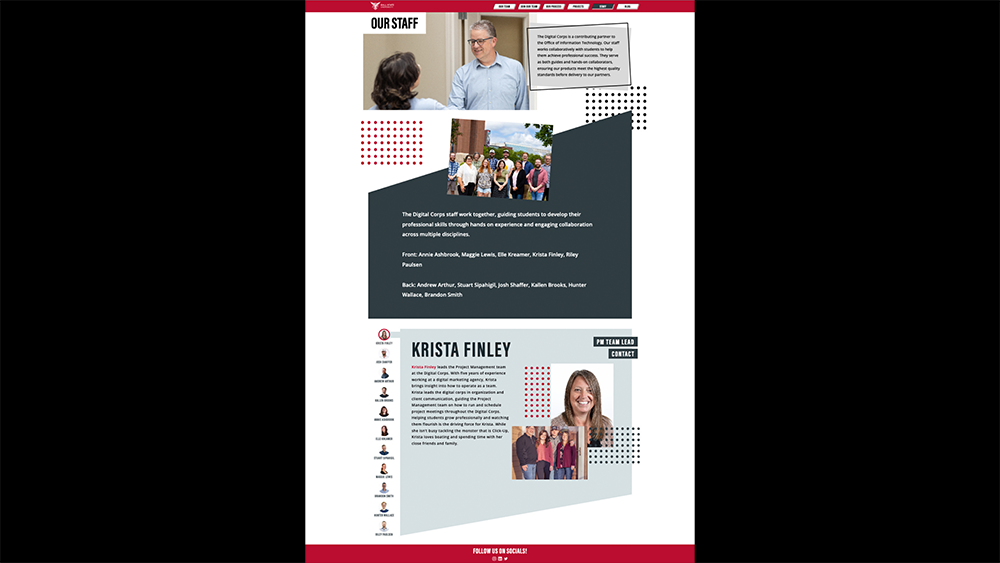 OUR TEAM
JOIN OUR TEAM
OUR PROCESS
PROJECTS
STAFF
BLOG
OUR STAFF
The Digital Corps is a contributing partner to
the Office of Information Technology. Our staff
works collaboratively with students to help
them achieve professional success. They serve
as both guides and hands-on collaborators,
ensuring our products meet the highest quality
standards before delivery to our partners.
The Digital Corps staff work together, guiding students to develop their
professional skills through hands on experience and engaging collaboration
across multiple disciplines.
Front: Annie Ashbrook, Maggie Lewis, Elle Kreamer, Krista Finley, Riley
Paulsen
Back: Andrew Arthur, Stuart Sipahigil, Josh Shaffer, Kallen Brooks, Hunter
Wallace, Brandon Smith
KRISTA FINLEY
JOSH SHAFFER
ANDREW ARTHUR
KALLEN BROOKS
ANNIE ASHBROOK
ELLE KREAMER
STUART SIPAHIGIL
MAGGIE LEWIS
BRANDON SMITH
HUNTER WALLACE
RILEY PAULSEN
KRISTA FINLEY
PM TEAM LEAD
CONTACT
Krista Finley leads the Project Management team
at the Digital Corps. With five years of experience
working at a digital marketing agency, Krista
brings insight into how to operate as a team.
Krista leads the digital corps in organization and
client communication, guiding the Project
Management team on how to run and schedule
project meetings throughout the Digital Corps.
Helping students grow professionally and watching
them flourish is the driving force for Krista. While
she isn't busy tackling the monster that is Click-Up,
Krista loves boating and spending time with her
close friends and family.
FOLLOW US ON SOCIALS!